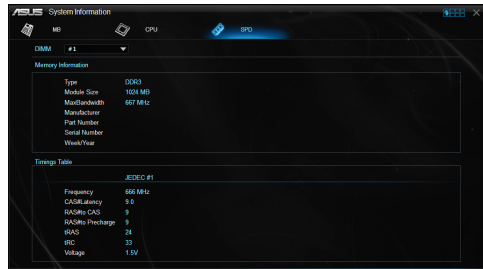 ASUS System Information
MB CPU SPD
DIMM #1
Memory Information
Type DDR3
Module Size 1024 MB
MaxBandwidth 667 MHz
Manufacturer
Part Number
Serial Number
Week/Year
Timings Table
JEDEC #1
Frequency 666 MHz
CAS#Latency 9.0
RAS#to CAS 9
RAS#to Precharge 9
tRAS 24
tRC 33
Voltage 1.5V